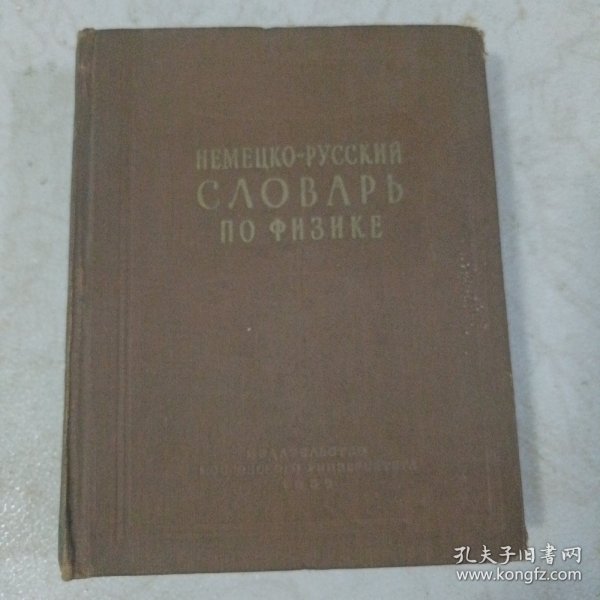 НЕМЕЦКО-РУССКИЙ
СЛОВАРЬ
ПО ФИЗИКЕ
孔夫子旧书网
www.kongfz.com